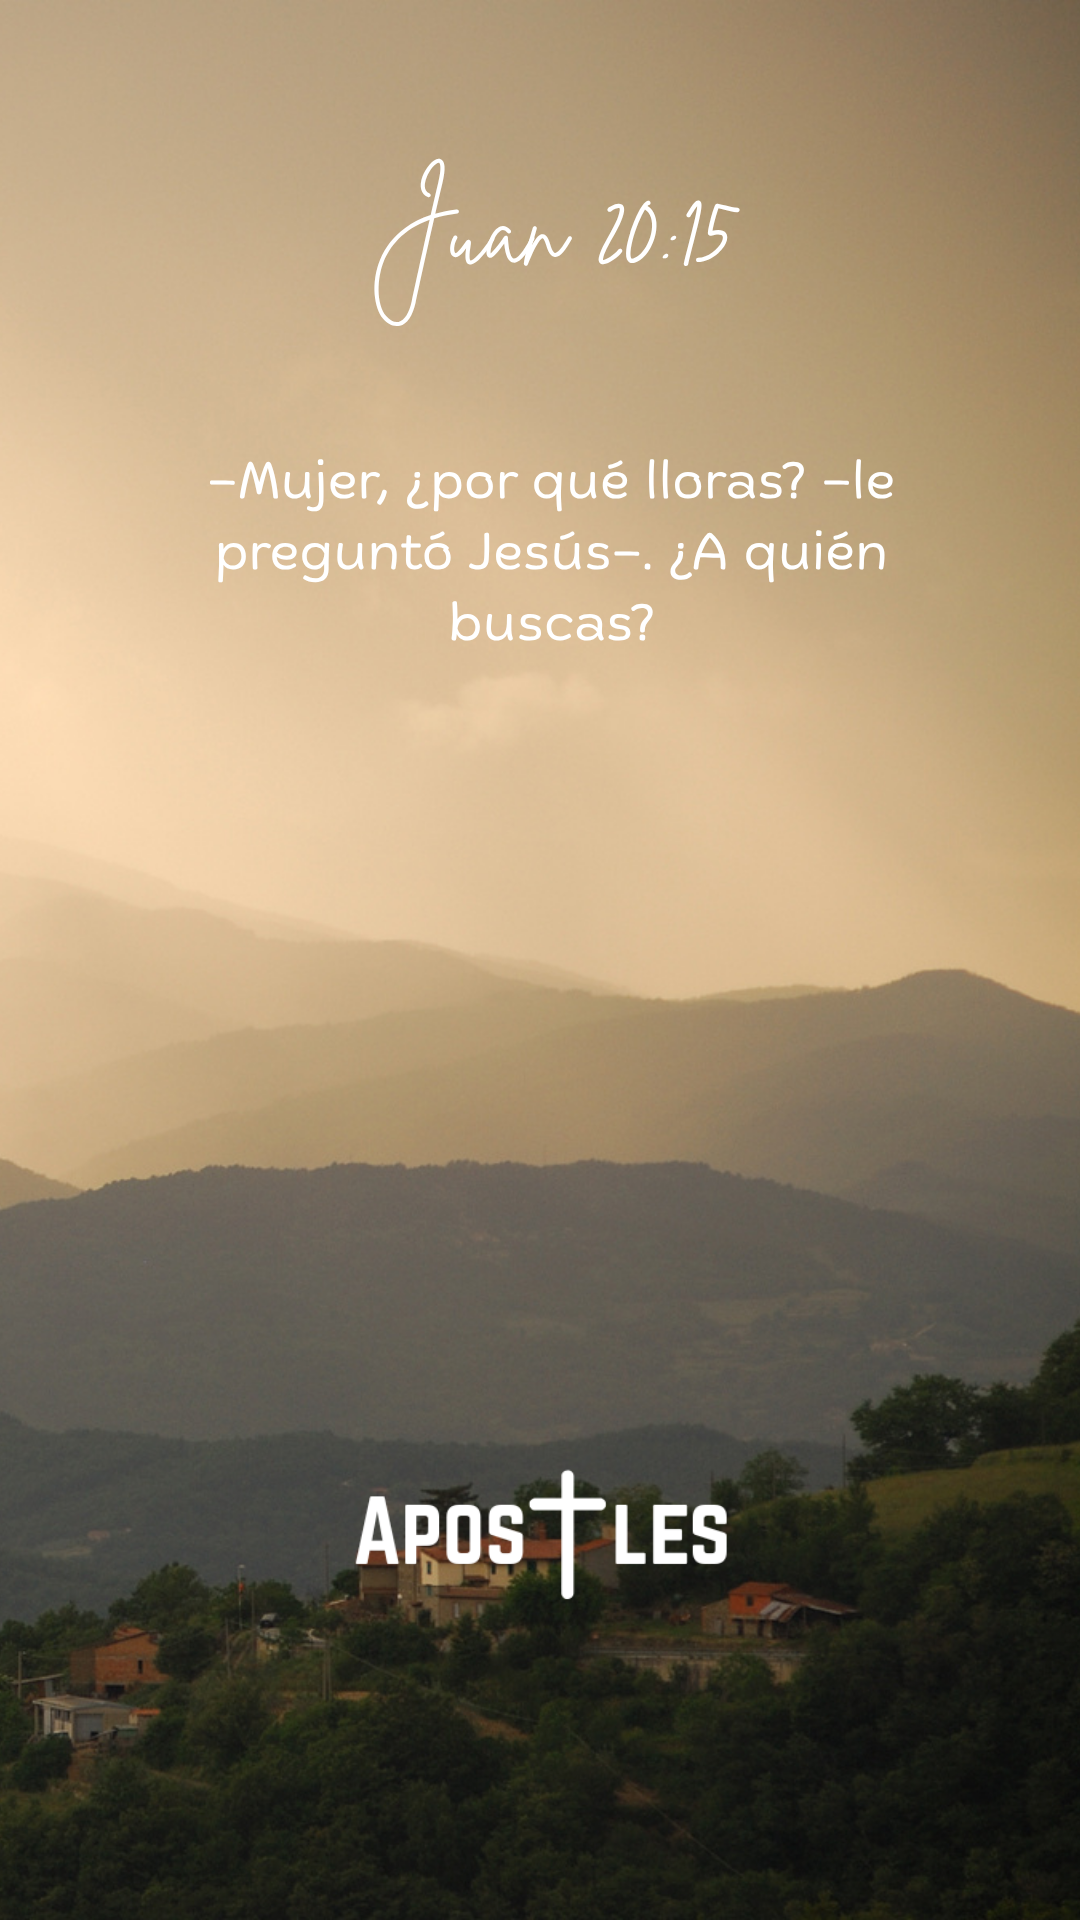 Juan 20:15
–Mujer, ¿por qué lloras? –le
preguntó Jesús–. ¿A quién
buscas?
APOSTLES